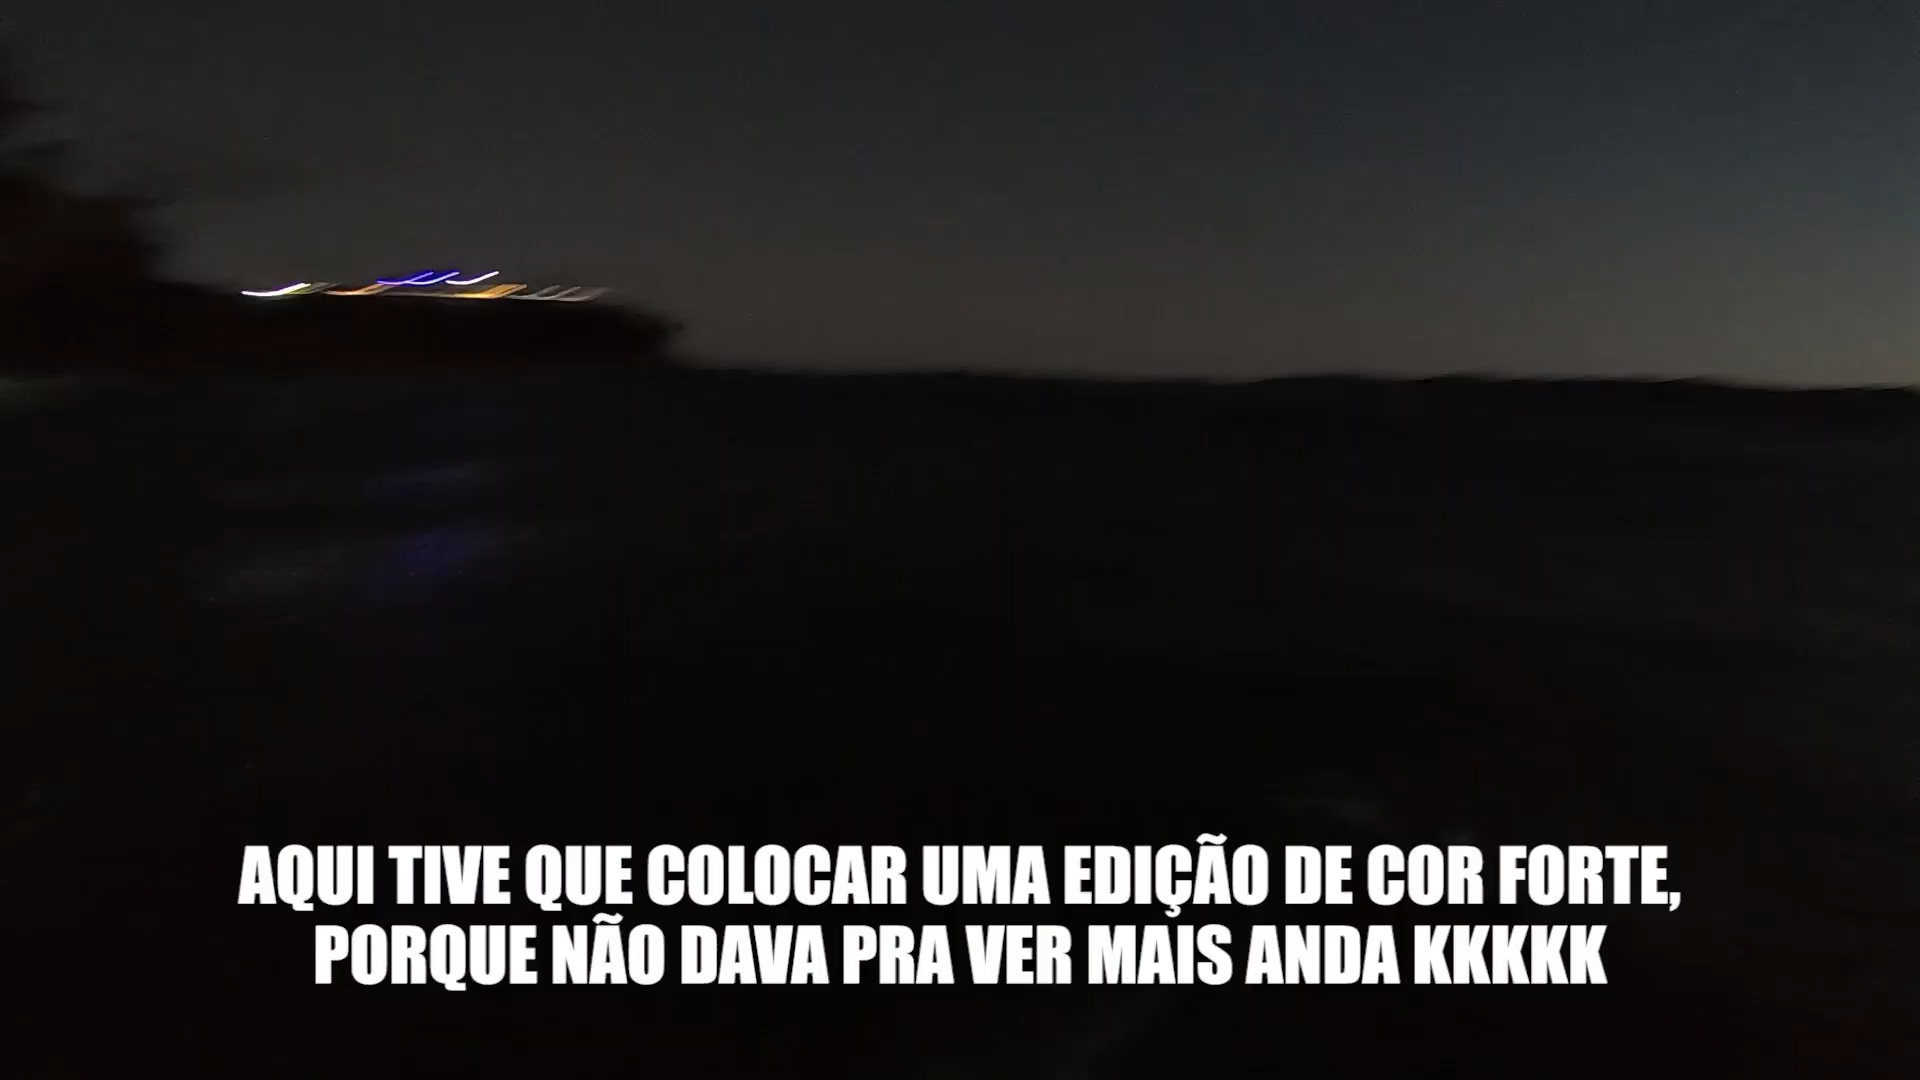 AQUI TIVE QUE COLOCAR UMA EDIÇÃO DE COR FORTE,
PORQUE NÃO DAVA PRA VER MAIS ANDA KKKKK